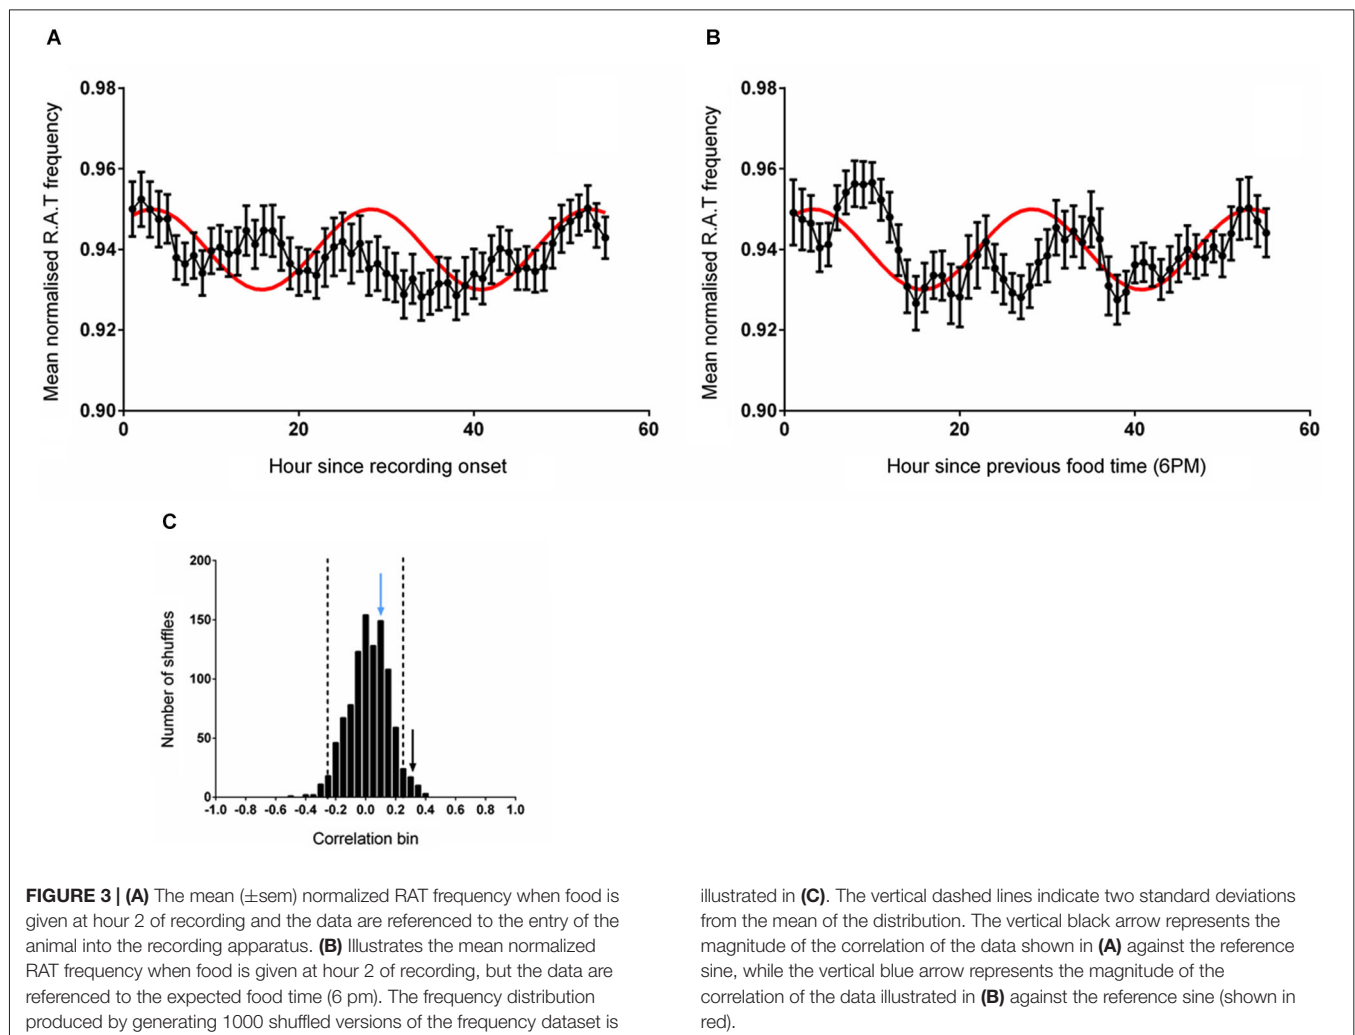 A
0.98
0.96
0.94
0.92
0.90
Mean normalised R.A.T frequency
0 20 40 60
Hour since recording onset
B
0.98
0.96
0.94
0.92
0.90
Mean normalised R.A.T frequency
0 20 40 60
Hour since previous food time (6PM)
C
200
150
100
50
0
Number of shuffles
-1.0 -0.8 -0.6 -0.4 -0.2 0.0 0.2 0.4 0.6 0.8 1.0
Correlation bin
FIGURE 3 | (A) The mean (±sem) normalized RAT frequency when food is
given at hour 2 of recording and the data are referenced to the entry of the
animal into the recording apparatus. (B) Illustrates the mean normalized
RAT frequency when food is given at hour 2 of recording, but the data are
referenced to the expected food time (6 pm). The frequency distribution
produced by generating 1000 shuffled versions of the frequency dataset is
illustrated in (C). The vertical dashed lines indicate two standard deviations
from the mean of the distribution. The vertical black arrow represents the
magnitude of the correlation of the data shown in (A) against the reference
sine, while the vertical blue arrow represents the magnitude of the
correlation of the data illustrated in (B) against the reference sine (shown in
red).